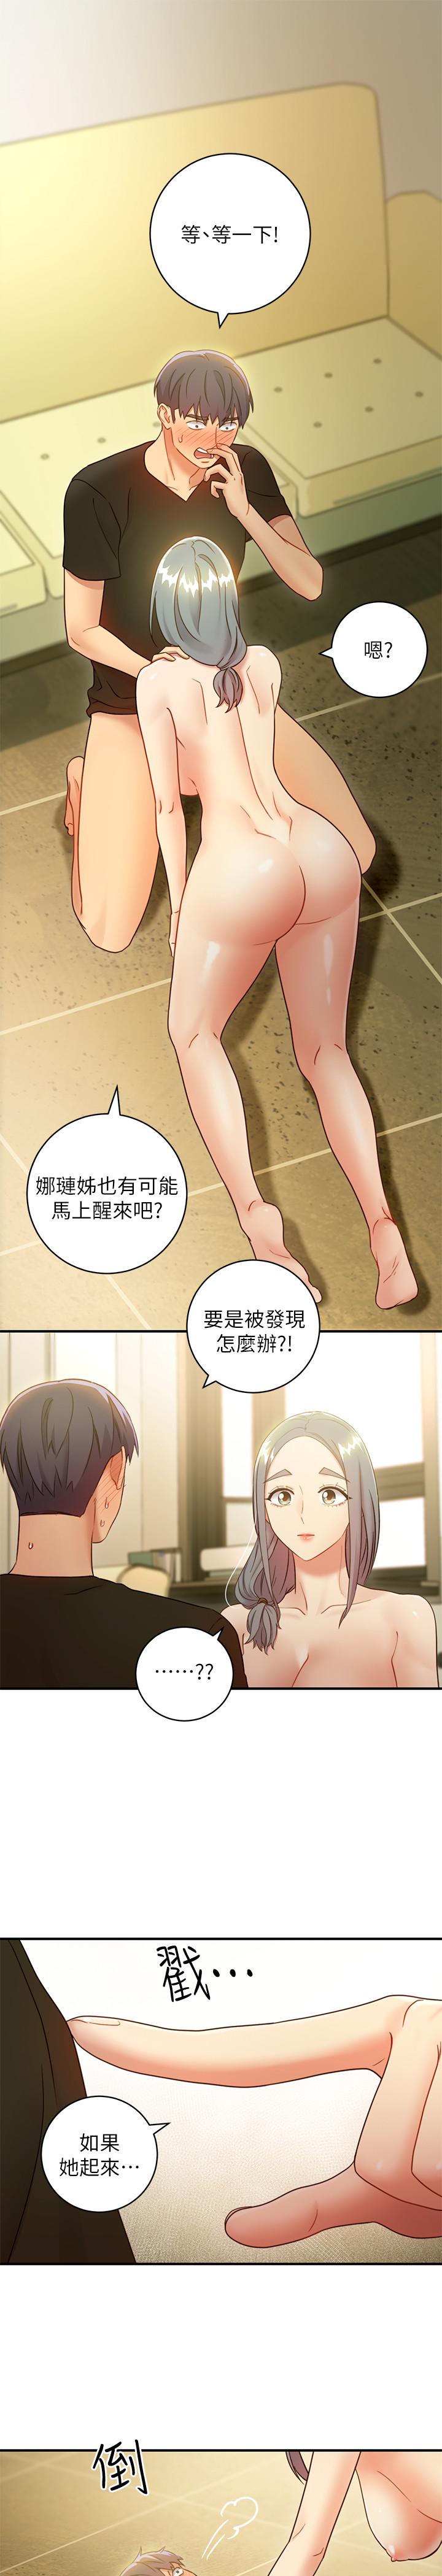 等、等一下!
嗯?
娜璉姊也有可能
馬上醒來吧?
要是被發現
怎麼辦?!
……??
戳…
如果
她起來…
倒